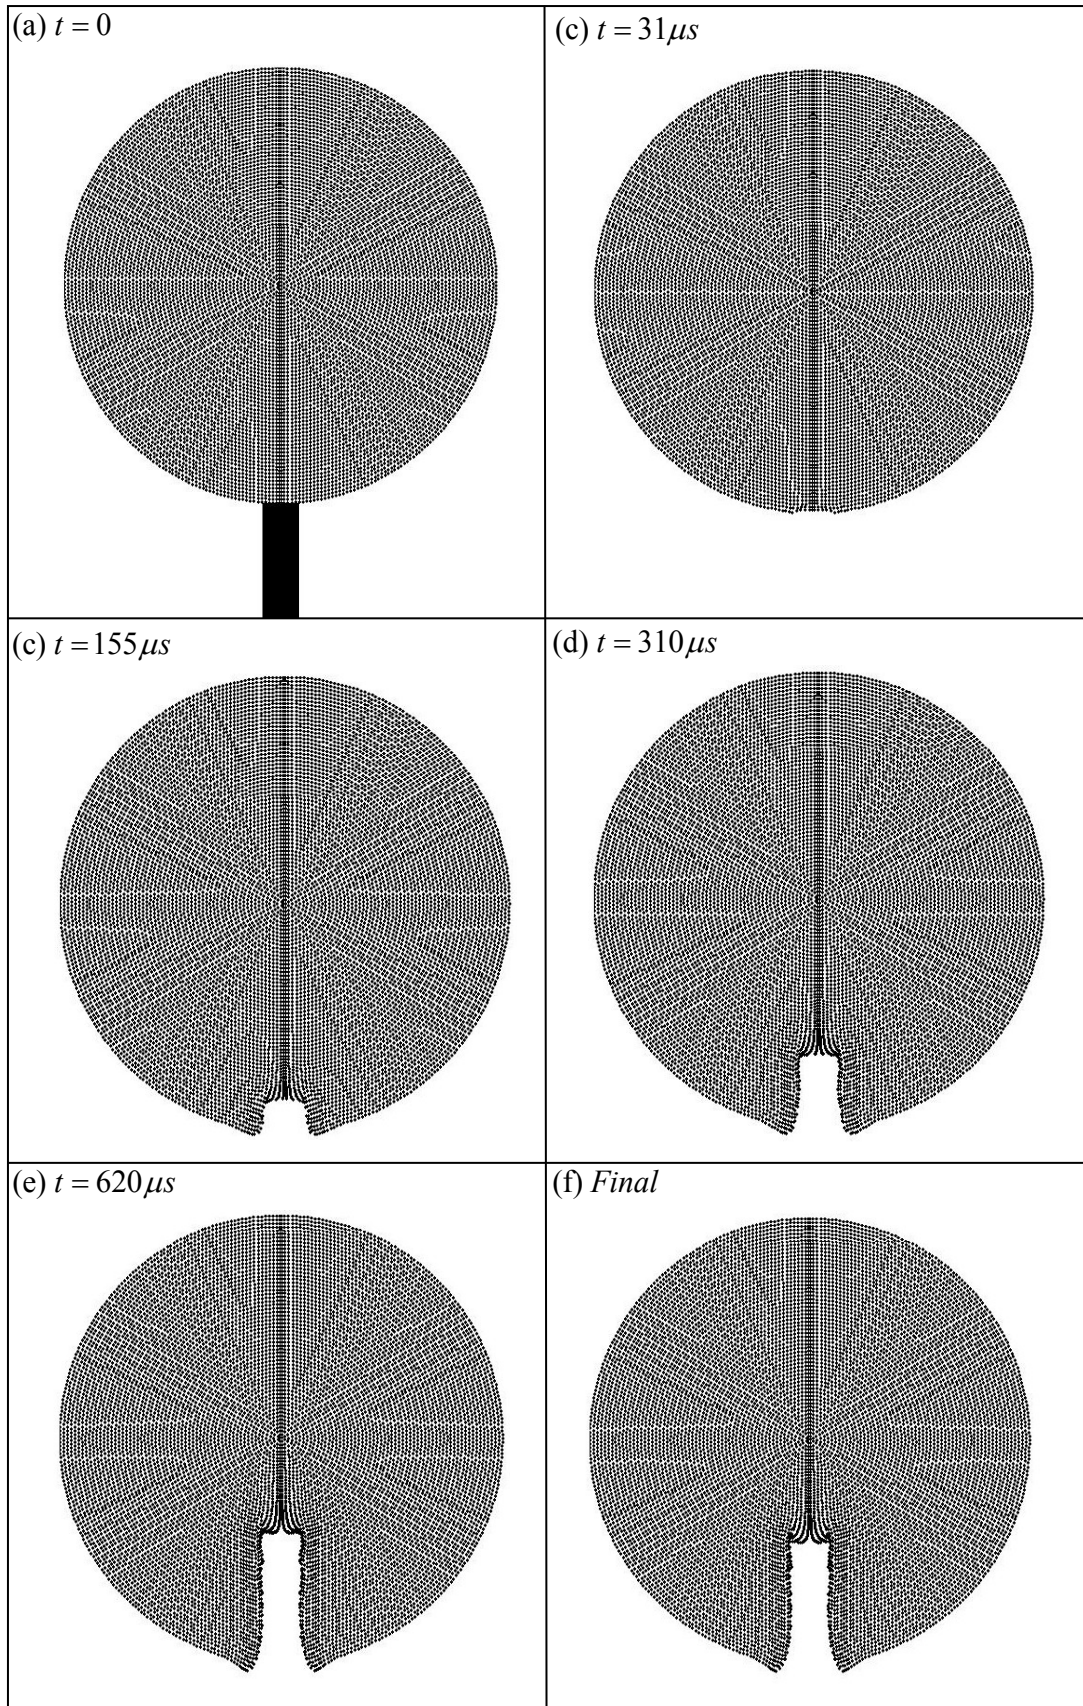 (a) t = 0
(c) t = 31μs
(c) t = 155μs
(d) t = 310μs
(e) t = 620μs
(f) Final